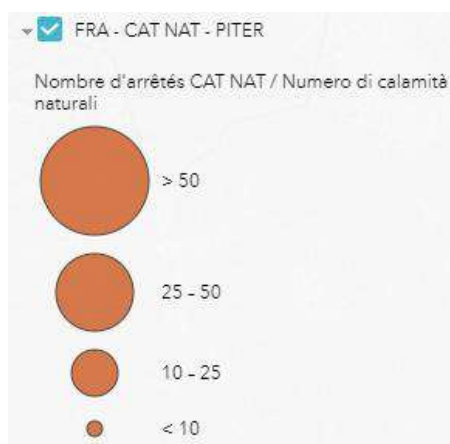 FRA - CAT NAT - PITER
Nombre d'arrêtés CAT NAT / Numero di calamità
naturali
> 50
25 - 50
10 - 25
< 10